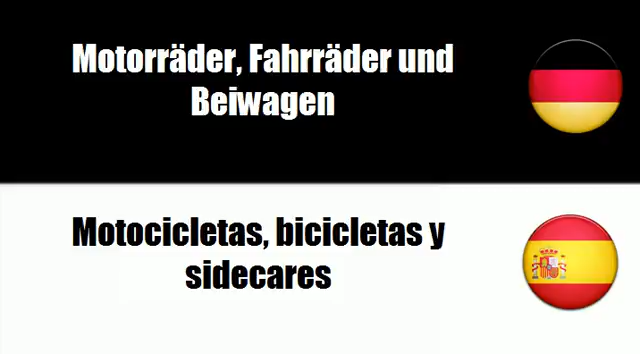 Motorräder, Fahrräder und
Beiwagen
Motocicletas, bicicletas y
sidecares